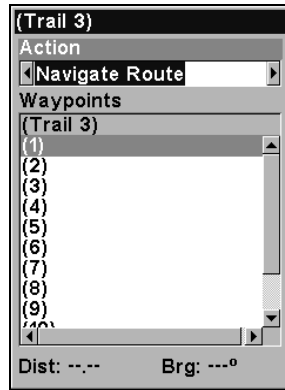 (Trail 3)
Action
Navigate Route
Waypoints
(Trail 3)
(1)
(2)
(3)
(4)
(5)
(6)
(7)
(8)
(9)
(10)
Dist: --.--
Brg: ---º